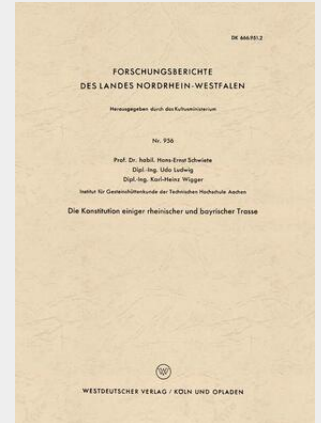 DK 666.951.2
FORSCHUNGSBERICHTE
DES LANDES NORDRHEIN-WESTFALEN
Herausgegeben durch das Kultusministerium
Nr. 956
Prof. Dr. habil. Hans-Ernst Schwiete
Dipl.-Ing. Udo Ludwig
Dipl.-Ing. Karl-Heinz Wigger
Institut für Gesteinshüttenkunde der Technischen Hochschule Aachen
Die Konstitution einiger rheinischer und bayrischer Trasse
WESTDEUTSCHER VERLAG / KÖLN UND OPLADEN